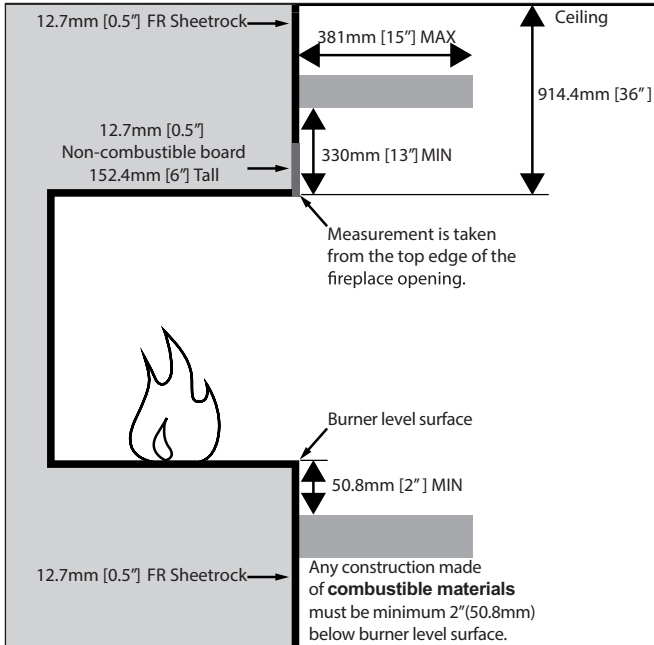 12.7mm [0.5″] FR Sheetrock
Ceiling
381mm [15″] MAX
914.4mm [36″]
12.7mm [0.5″]
Non-combustible board
152.4mm [6″] Tall
330mm [13″] MIN
Measurement is taken
from the top edge of the
fireplace opening.
Burner level surface
50.8mm [2″ ] MIN
12.7mm [0.5″] FR Sheetrock
Any construction made
of combustible materials
must be minimum 2″(50.8mm)
below burner level surface.